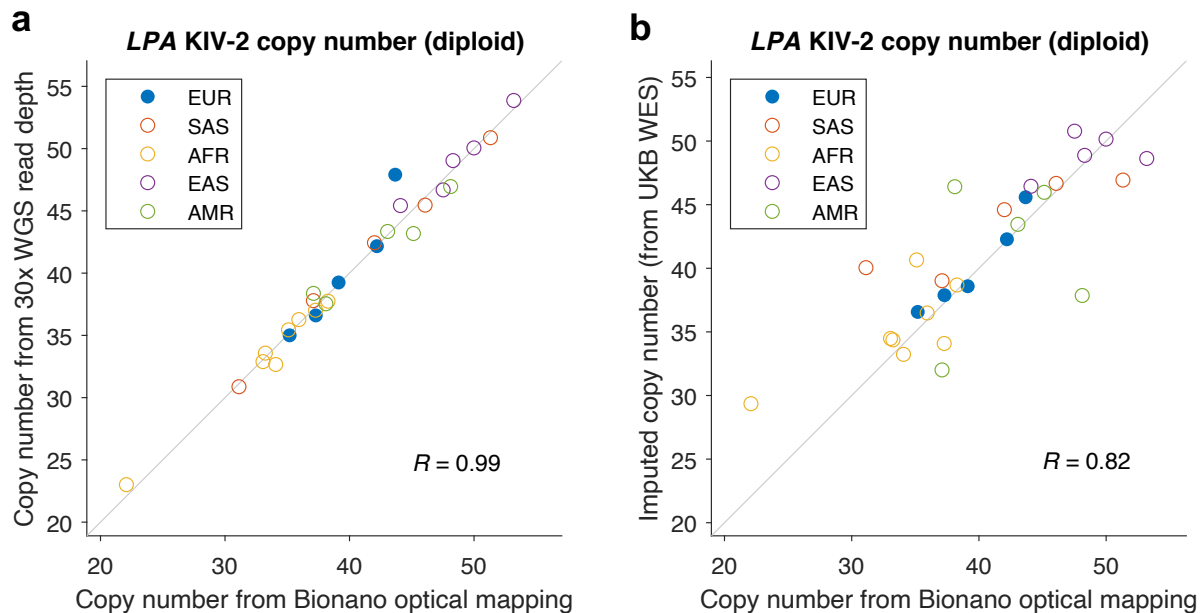 a
LPA KIV-2 copy number (diploid)
Copy number from 30x WGS read depth
55
50
45
40
35
30
25
20
EUR
SAS
AFR
EAS
AMR
R = 0.99
20 30 40 50
Copy number from Bionano optical mapping
b
LPA KIV-2 copy number (diploid)
Imputed copy number (from UKB WES)
55
50
45
40
35
30
25
20
EUR
SAS
AFR
EAS
AMR
R = 0.82
20 30 40 50
Copy number from Bionano optical mapping